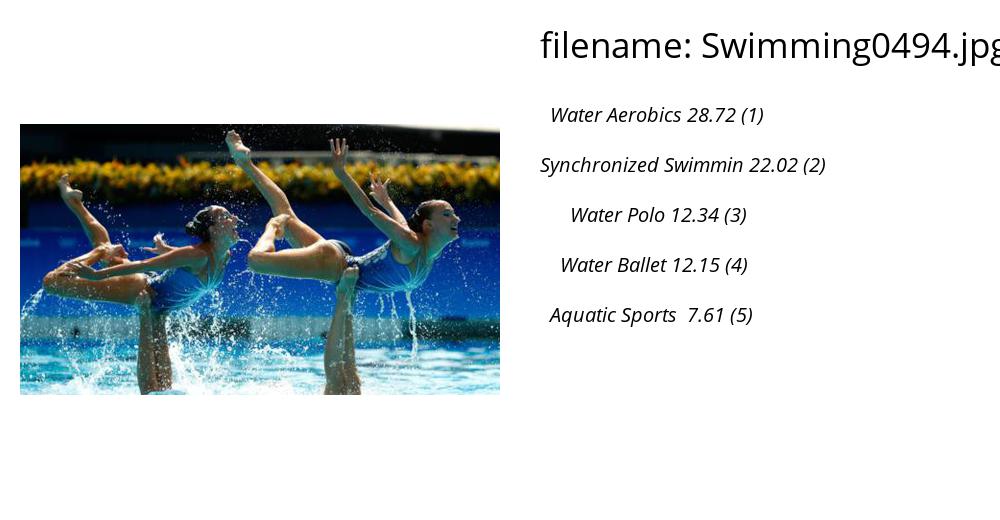 filename: Swimming0494.jpg
Water Aerobics 28.72 (1)
Synchronized Swimmin 22.02 (2)
Water Polo 12.34 (3)
Water Ballet 12.15 (4)
Aquatic Sports 7.61 (5)